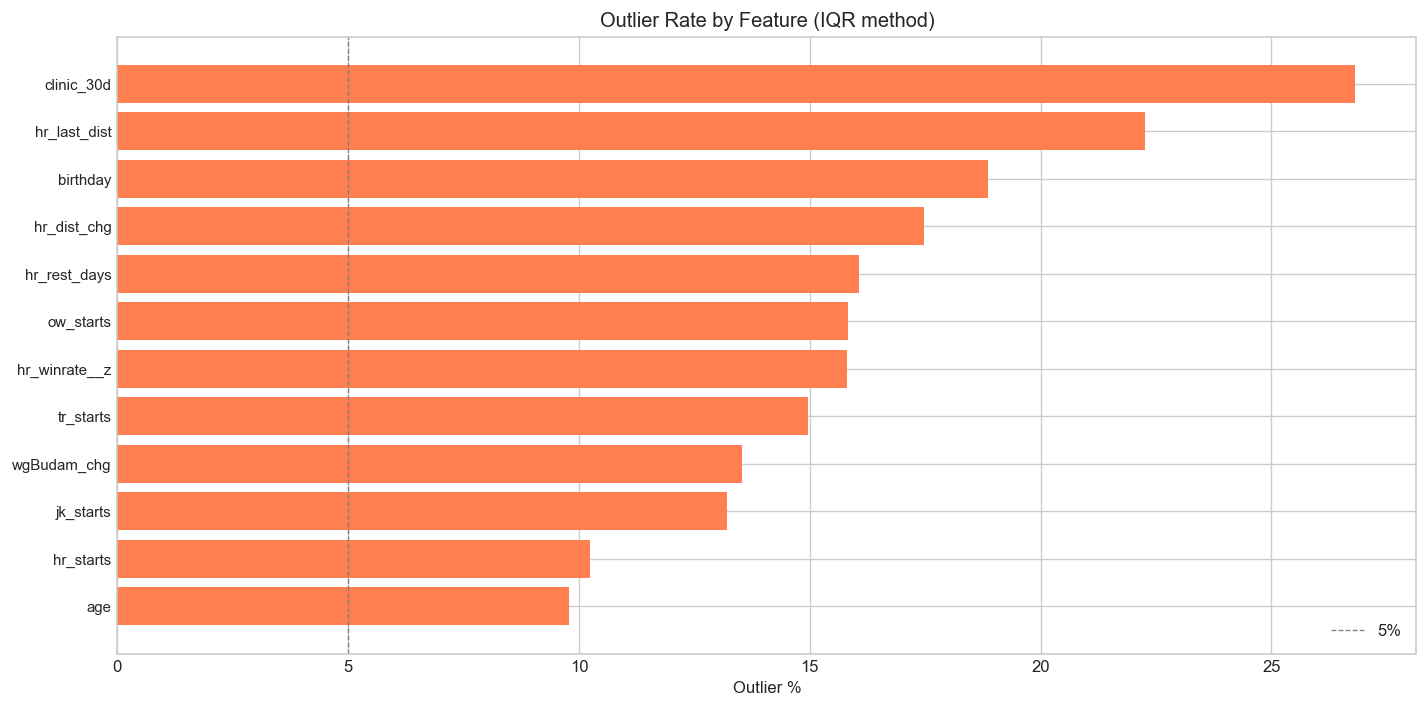 Outlier Rate by Feature (IQR method)
clinic_30d
hr_last_dist
birthday
hr_dist_chg
hr_rest_days
ow_starts
hr_winrate__z
tr_starts
wgBudam_chg
jk_starts
hr_starts
age
5%
0 5 10 15 20 25
Outlier %